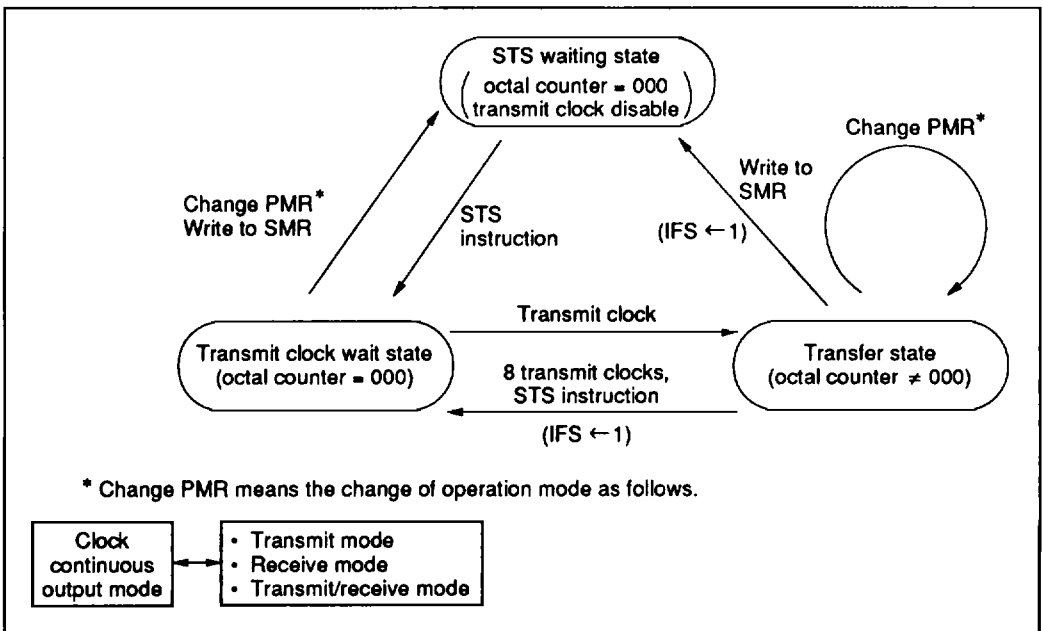 STS waiting state
(octal counter = 000
transmit clock disable)
Change PMR*
Change PMR*
Write to SMR
STS
instruction
Write to
SMR
(IFS ← 1)
Transmit clock
Transmit clock wait state
(octal counter = 000)
8 transmit clocks,
STS instruction
(IFS ← 1)
Transfer state
(octal counter ≠ 000)
* Change PMR means the change of operation mode as follows.
Clock
continuous
output mode
• Transmit mode
• Receive mode
• Transmit/receive mode